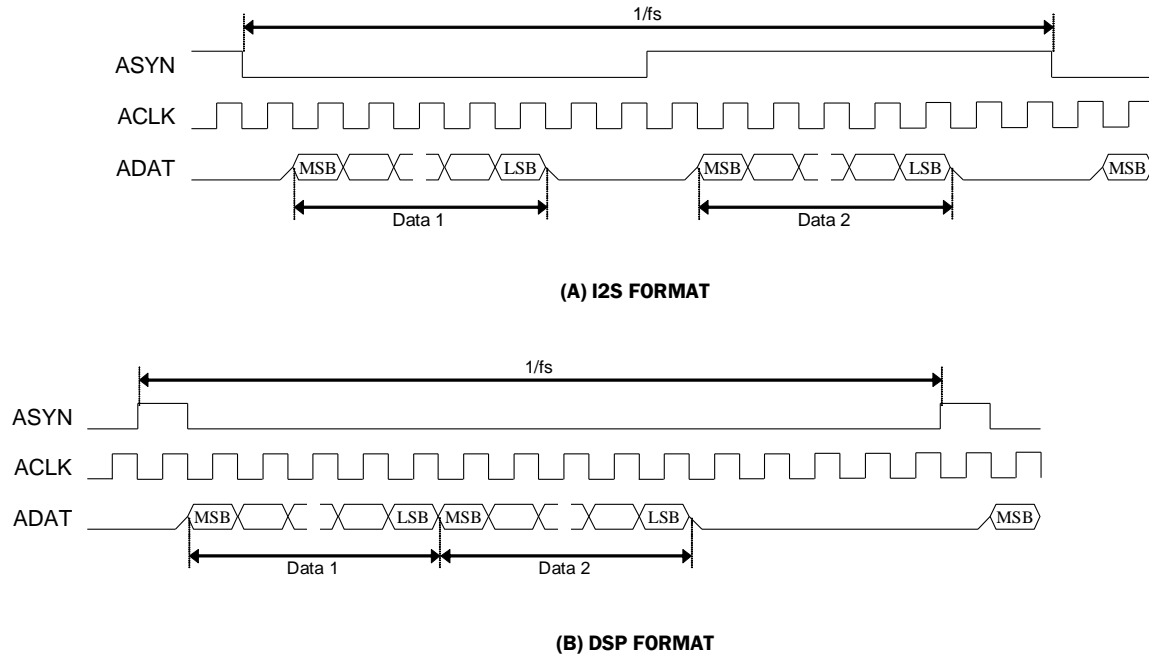 1/fs
ASYN
ACLK
ADAT MSB LSB MSB LSB MSB
Data 1 Data 2
(A) I2S FORMAT
1/fs
ASYN
ACLK
ADAT MSB LSB MSB LSB MSB
Data 1 Data 2
(B) DSP FORMAT